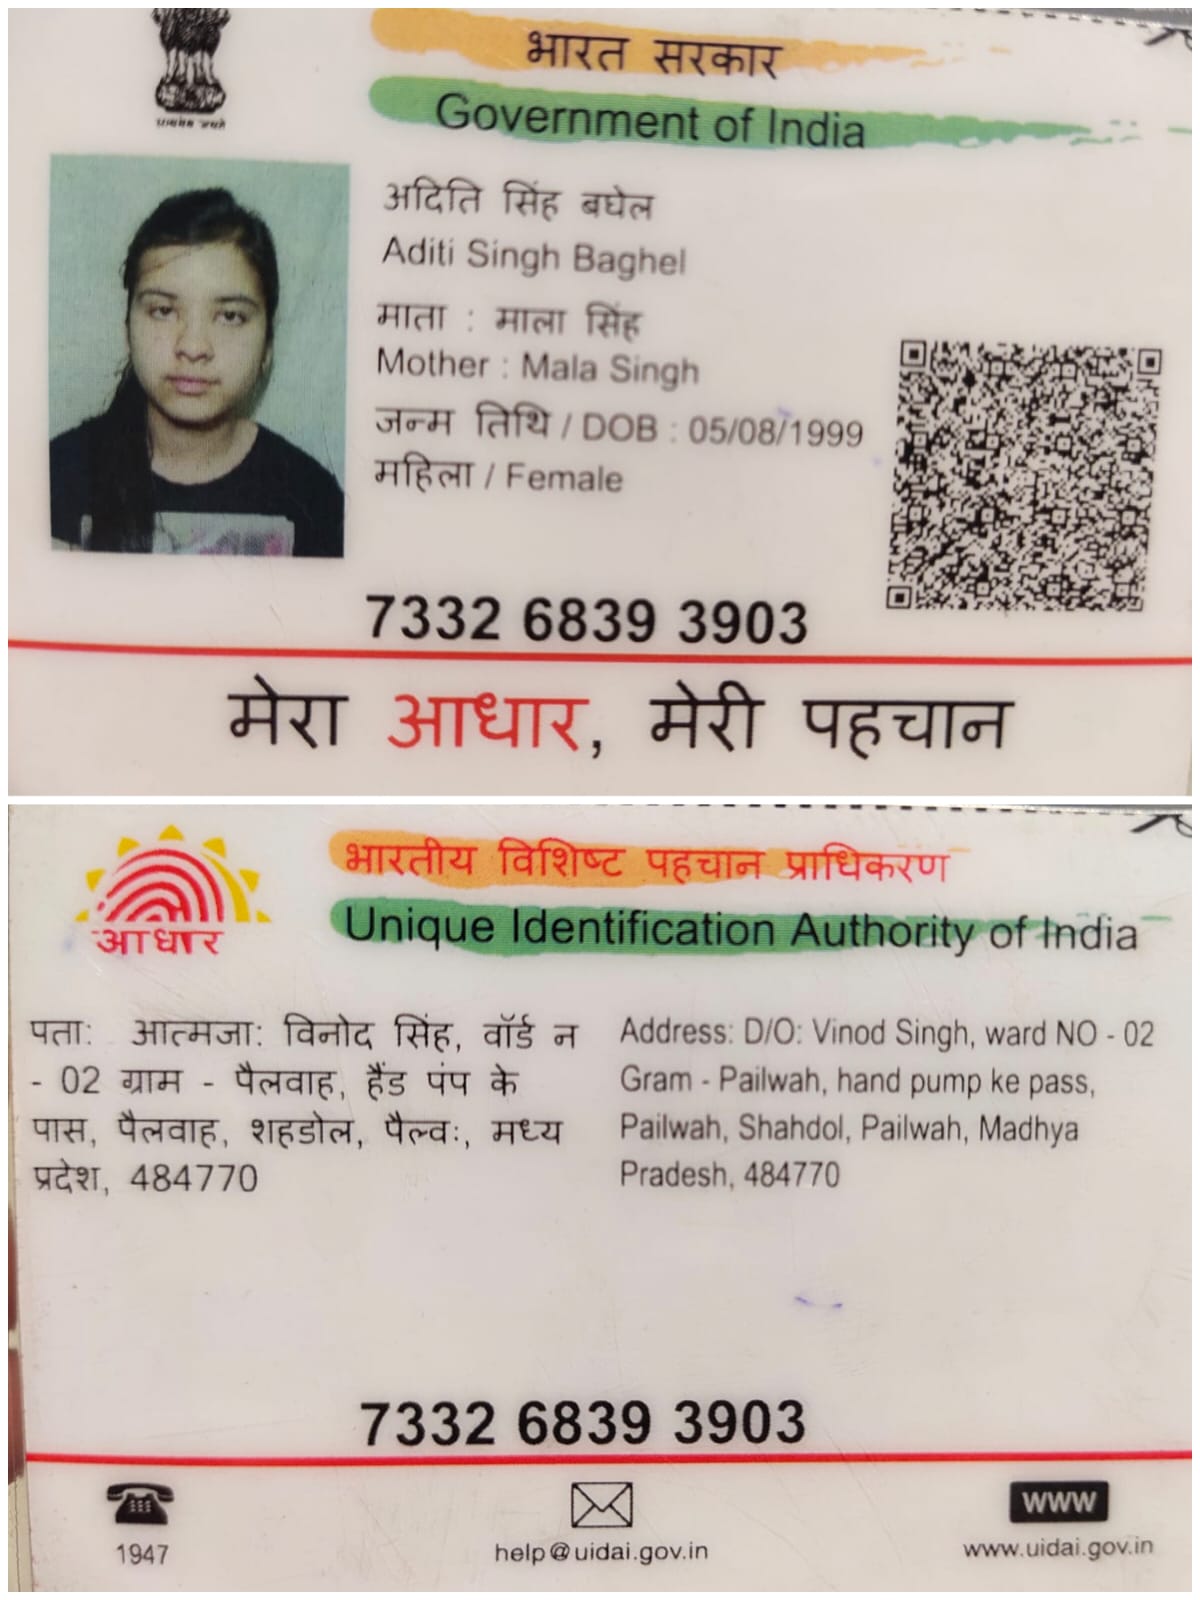 भारत सरकार
Government of India
अदिति सिंह बघेल
Aditi Singh Baghel
माता : माला सिंह
Mother : Mala Singh
जन्म तिथि / DOB : 05/08/1999
महिला / Female
7332 6839 3903
मेरा आधार, मेरी पहचान
भारतीय विशिष्ट पहचान प्राधिकरण
Unique Identification Authority of India
आधार
पता: आत्मजा: विनोद सिंह, वॉर्ड न
- 02 ग्राम - पैलवाह, हैंड पंप के
पास, पैलवाह, शहडोल, पैल्वः, मध्य
प्रदेश, 484770
Address: D/O: Vinod Singh, ward NO - 02
Gram - Pailwah, hand pump ke pass,
Pailwah, Shahdol, Pailwah, Madhya
Pradesh, 484770
7332 6839 3903
1947
help@uidai.gov.in
www
www.uidai.gov.in